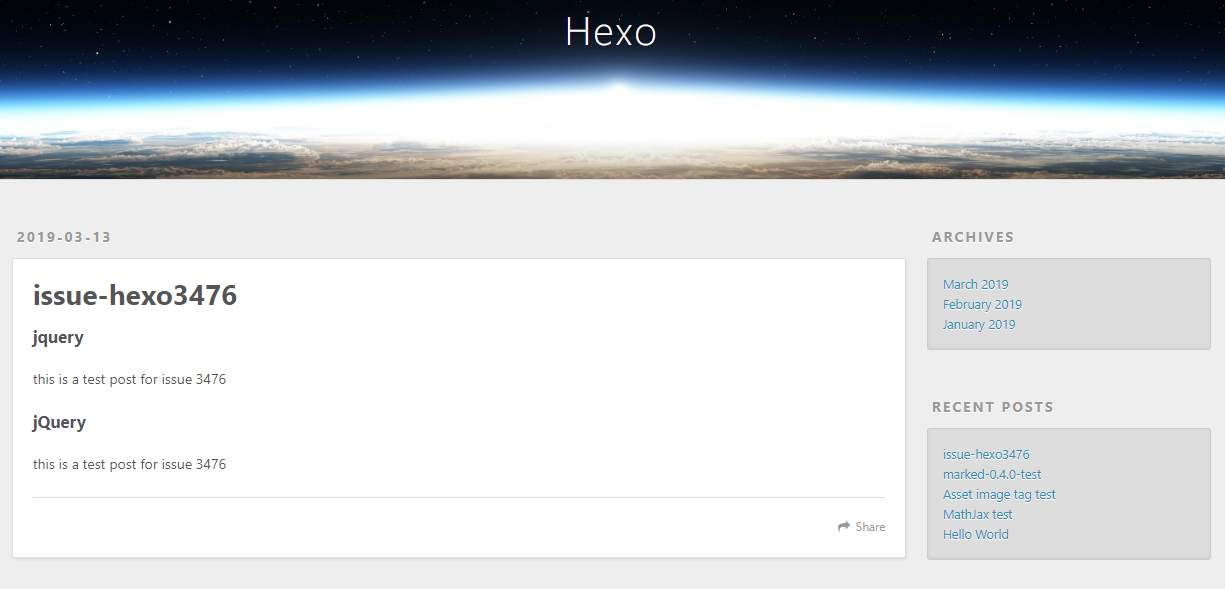 Hexo
2019-03-13
issue-hexo3476
jquery
this is a test post for issue 3476
jQuery
this is a test post for issue 3476
Share
ARCHIVES
March 2019
February 2019
January 2019
RECENT POSTS
issue-hexo3476
marked-0.4.0-test
Asset image tag test
MathJax test
Hello World